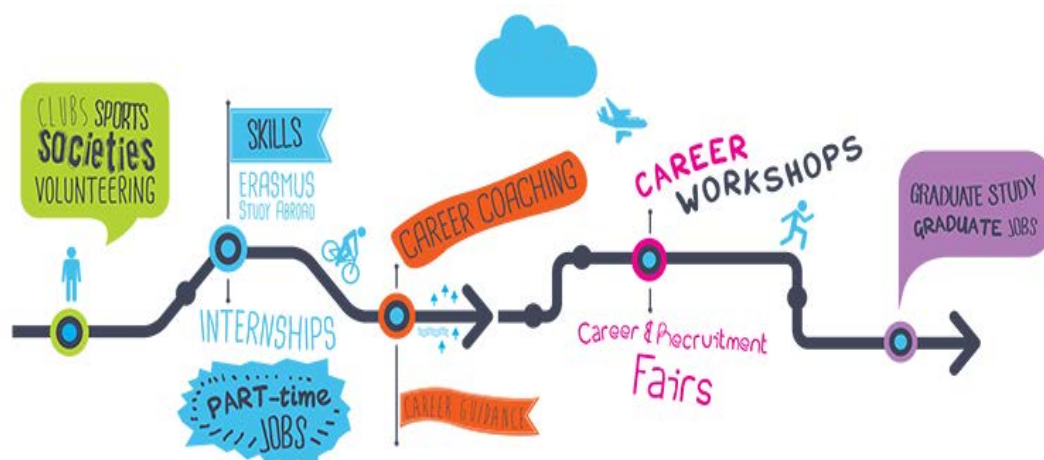 CLUBS SPORTS
SOCIETIES
VOLUNTEERING
SKILLS
ERASMUS
STUDY ABROAD
INTERNSHIPS
PART-time
JOBS
CAREER COACHING
CAREER GUIDANCE
CAREER
WORKSHOPS
Career & Recruitment
Fairs
GRADUATE STUDY
GRADUATE JOBS